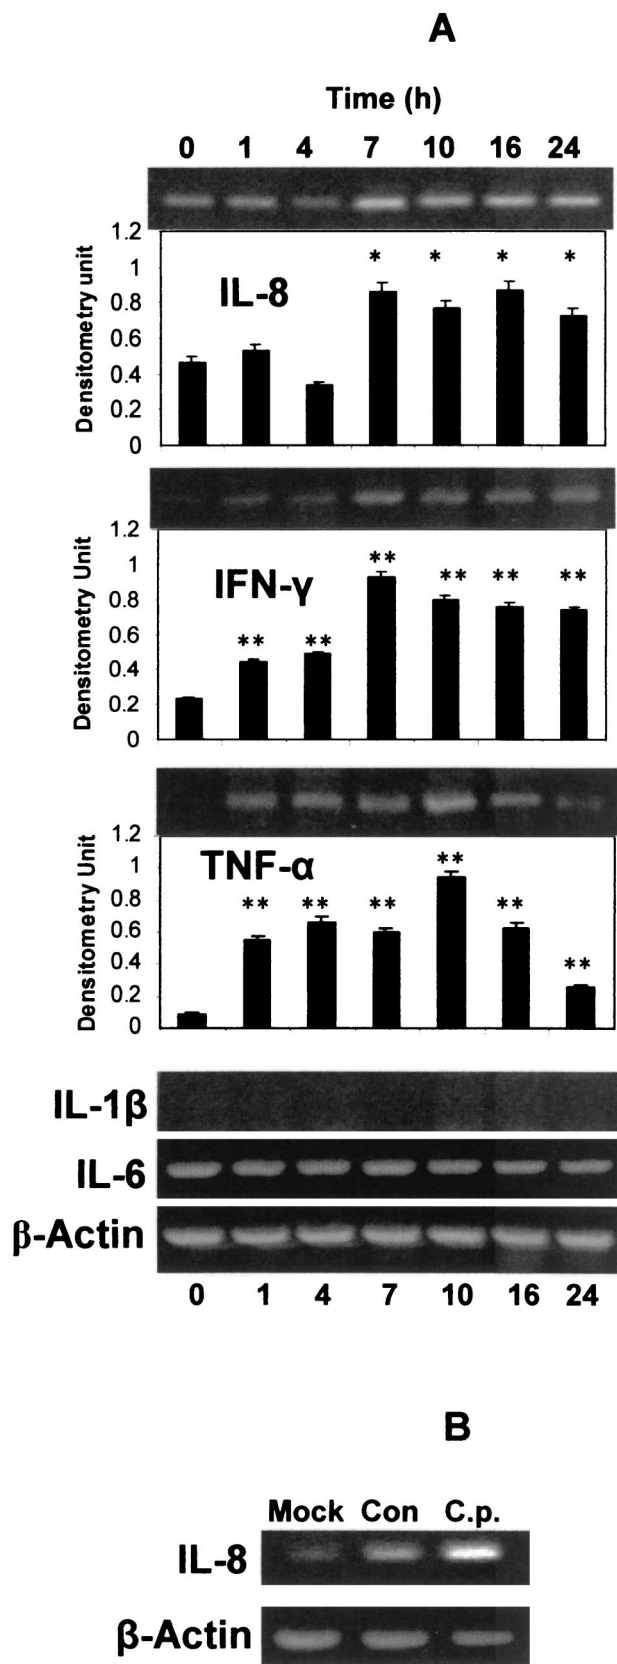 A
Time (h)
0 1 4 7 10 16 24
Densitometry unit
1.2
1
0.8
0.6
0.4
0.2
0
IL-8
* * * *
Densitometry Unit
1.2
1
0.8
0.6
0.4
0.2
0
IFN-γ
** ** ** ** ** **
Densitometry Unit
1.2
1
0.8
0.6
0.4
0.2
0
TNF-α
** ** ** ** ** **
IL-1β
IL-6
β-Actin
0 1 4 7 10 16 24
B
Mock Con C.p.
IL-8
β-Actin